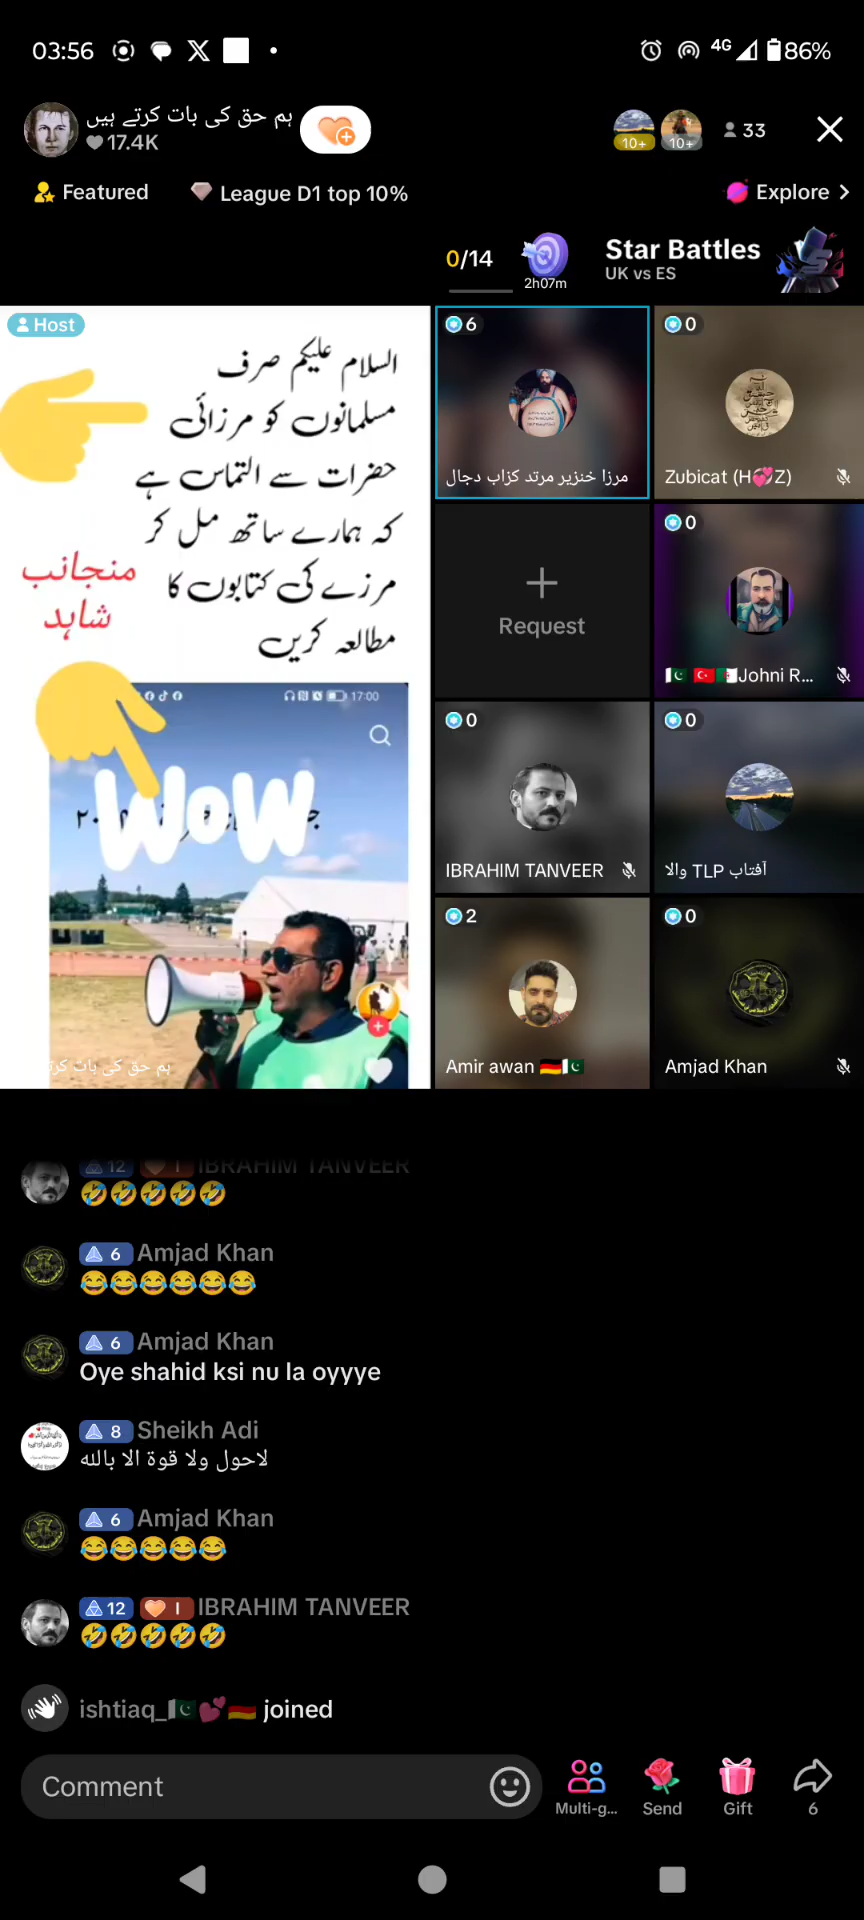 03:56
4G
86%
ہم حق کی بات کرتے ہیں
17.4K
10+
10+
33
Featured
League D1 top 10%
Explore
0/14
2h07m
Star Battles
UK vs ES
Host
السلام علیکم صرف
مسلمانوں کو مرزائی
حضرات سے التماس ہے
کہ ہمارے ساتھ مل کر
مرزے کی کتابوں کا
مطالعہ کریں
منجانب
شاہد
17:00
WoW
ہم حق کی بات
6
مرزا خنزیر مرتد کزاب دجال
0
Zubicat (H💞Z)
Request
0
🇵🇰 🇹🇷🇩🇿Johni R...
0
IBRAHIM TANVEER
0
آفتاب TLP والا
2
Amir awan 🇩🇪🇵🇰
0
Amjad Khan
12 I IBRAHIM TANVEER
🤣🤣🤣🤣🤣
6 Amjad Khan
😂😂😂😂😂😂
6 Amjad Khan
Oye shahid ksi nu la oyyye
8 Sheikh Adi
لاحول ولا قوة الا بالله
6 Amjad Khan
😂😂😂😂😂
12 I IBRAHIM TANVEER
🤣🤣🤣🤣🤣
ishtiaq_🇵🇰💕🇩🇪 joined
Comment
Multi-g...
Send
Gift
6